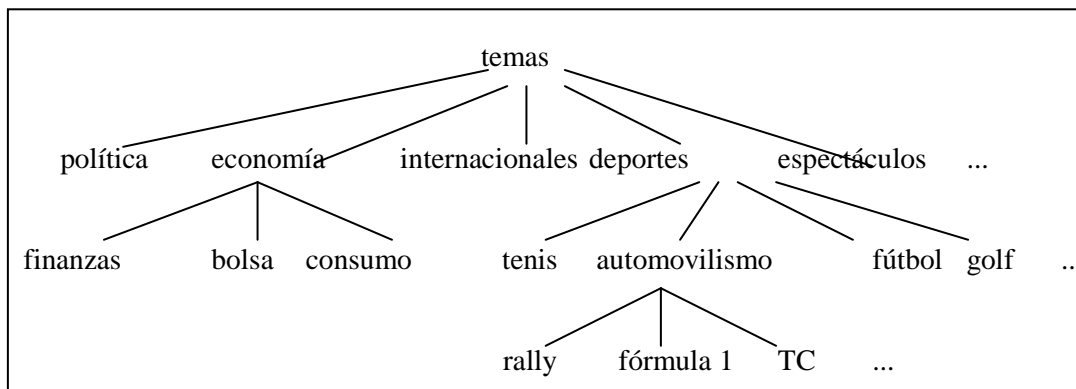 temas
política economía internacionales deportes espectáculos ...
finanzas bolsa consumo tenis automovilismo fútbol golf ..
rally fórmula 1 TC ...